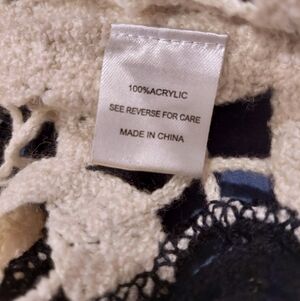 100%ACRYLIC
SEE REVERSE FOR CARE
MADE IN CHINA